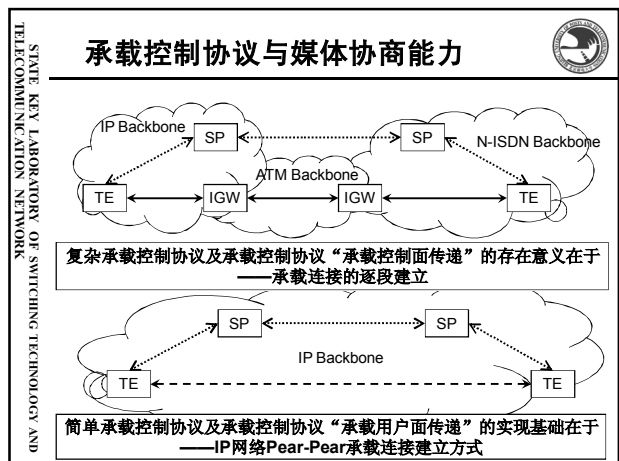 STATE KEY LABORATORY OF SWITCHING TECHNOLOGY AND
TELECOMMUNICATION NETWORK
承载控制协议与媒体协商能力
IP Backbone
SP
SP
N-ISDN Backbone
ATM Backbone
TE
IGW
IGW
TE
复杂承载控制协议及承载控制协议“承载控制面传递”的存在意义在于
——承载连接的逐段建立
SP
SP
IP Backbone
TE
TE
简单承载控制协议及承载控制协议“承载用户面传递”的实现基础在于
——IP网络Pear-Pear承载连接建立方式